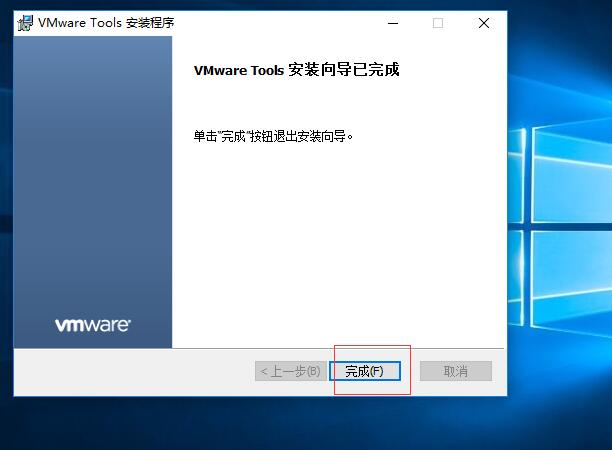 VMware Tools 安装程序
VMware Tools 安装向导已完成
单击"完成"按钮退出安装向导。
vmware®
< 上一步(B)
完成(F)
取消